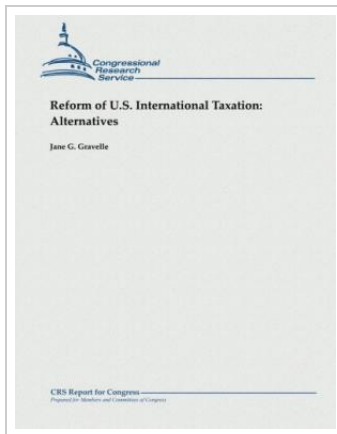 Congressional
Research
Service
Reform of U.S. International Taxation:
Alternatives
Jane G. Gravelle
CRS Report for Congress
Prepared for Members and Committees of Congress